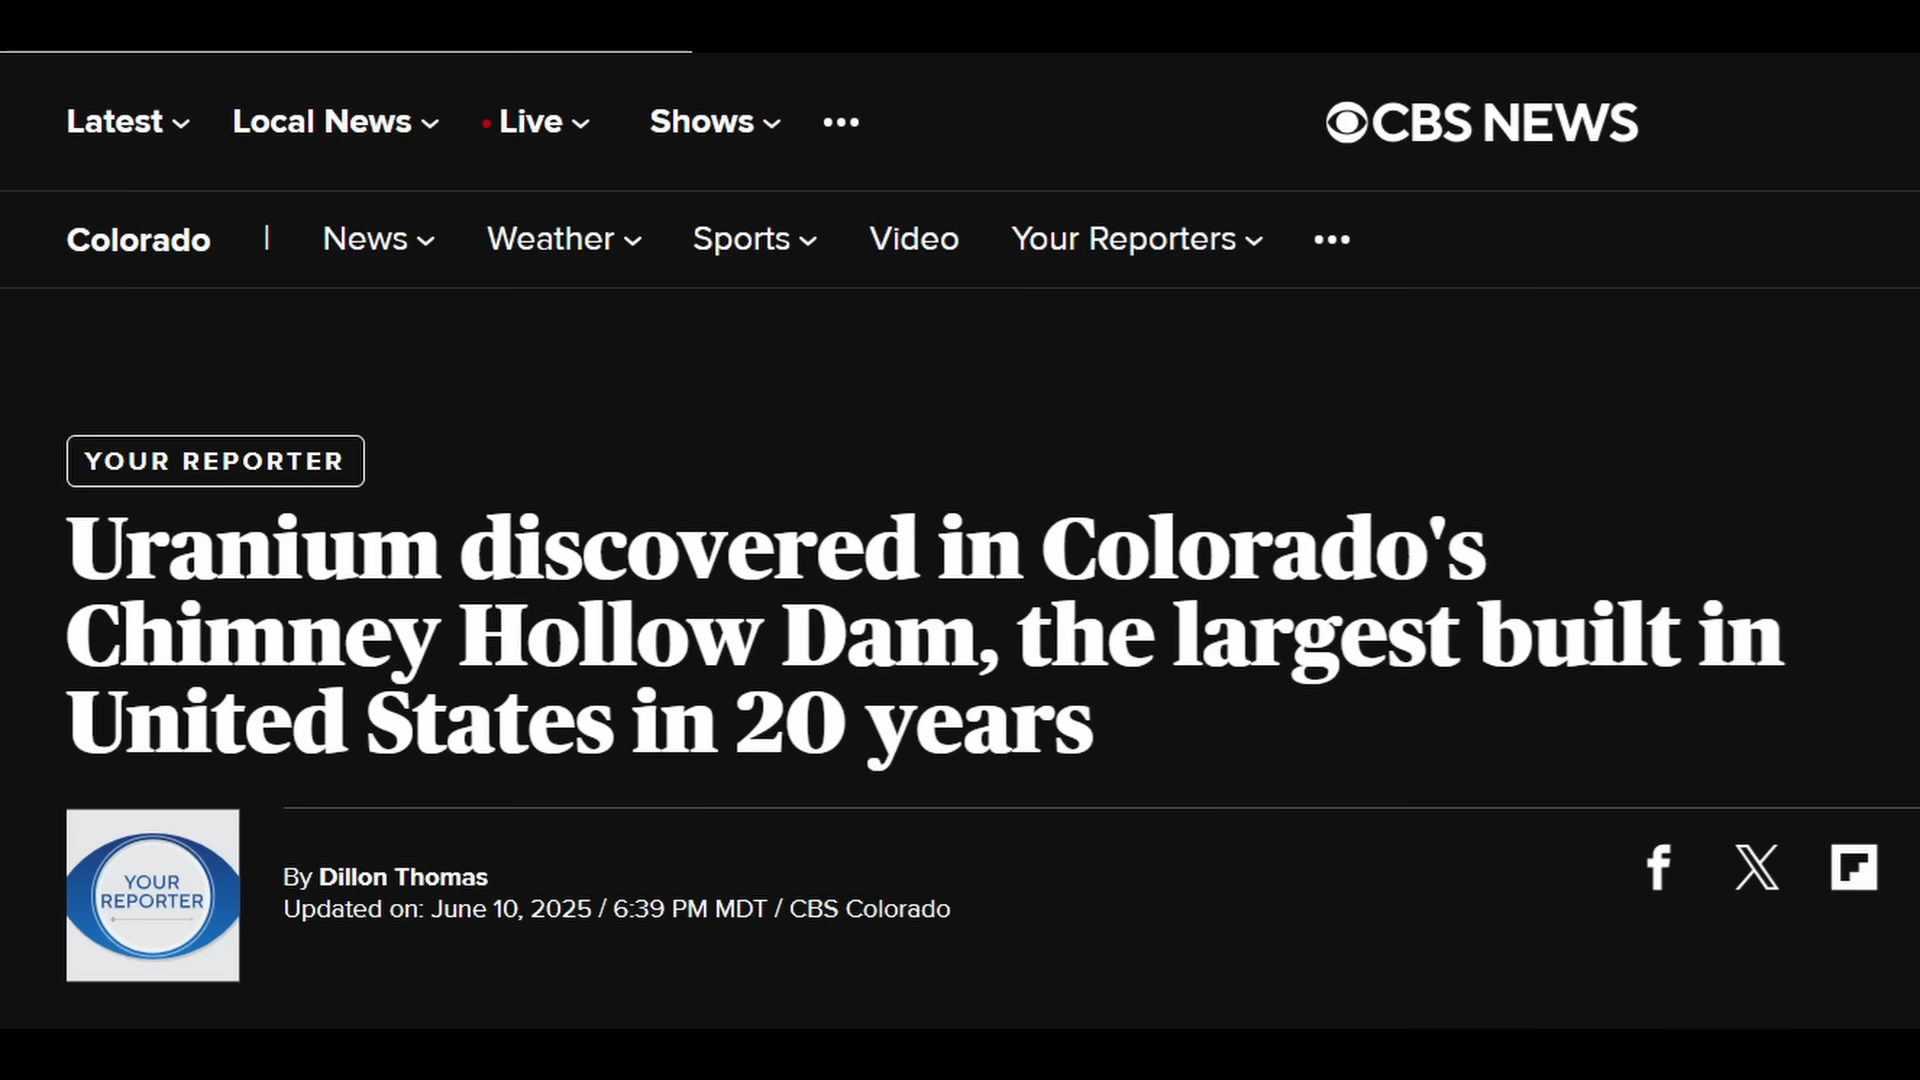 Latest Local News Live Shows
CBS NEWS
Colorado | News Weather Sports Video Your Reporters
YOUR REPORTER
Uranium discovered in Colorado's
Chimney Hollow Dam, the largest built in
United States in 20 years
YOUR
REPORTER
By Dillon Thomas
Updated on: June 10, 2025 / 6:39 PM MDT / CBS Colorado